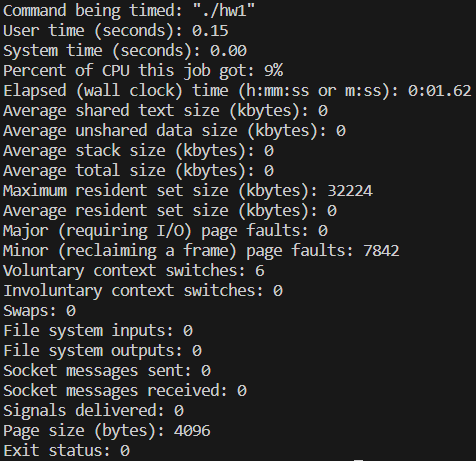 Command being timed: "./hw1"
User time (seconds): 0.15
System time (seconds): 0.00
Percent of CPU this job got: 9%
Elapsed (wall clock) time (h:mm:ss or m:ss): 0:01.62
Average shared text size (kbytes): 0
Average unshared data size (kbytes): 0
Average stack size (kbytes): 0
Average total size (kbytes): 0
Maximum resident set size (kbytes): 32224
Average resident set size (kbytes): 0
Major (requiring I/O) page faults: 0
Minor (reclaiming a frame) page faults: 7842
Voluntary context switches: 6
Involuntary context switches: 0
Swaps: 0
File system inputs: 0
File system outputs: 0
Socket messages sent: 0
Socket messages received: 0
Signals delivered: 0
Page size (bytes): 4096
Exit status: 0